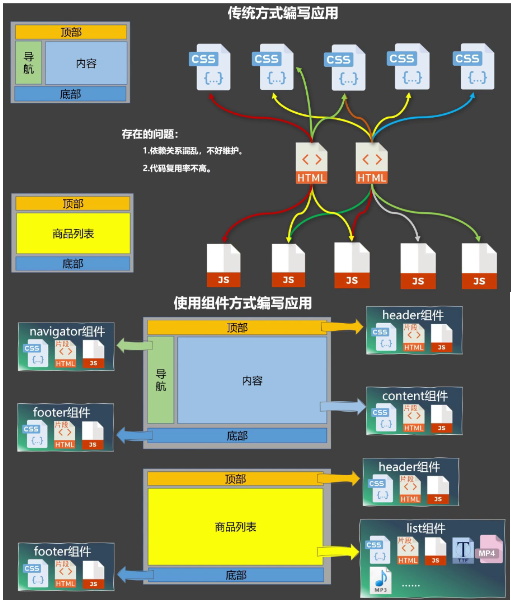 传统方式编写应用
顶部
导航
内容
底部
CSS
CSS
CSS
CSS
CSS
存在的问题:
1.依赖关系混乱，不好维护。
2.代码复用率不高。
HTML
HTML
顶部
商品列表
底部
JS
JS
JS
JS
JS
使用组件方式编写应用
navigator组件
CSS
片段
HTML
JS
顶部
导航
内容
底部
header组件
CSS
片段
HTML
JS
footer组件
CSS
片段
HTML
JS
content组件
CSS
片段
HTML
JS
顶部
商品列表
底部
header组件
CSS
片段
HTML
JS
footer组件
CSS
片段
HTML
JS
list组件
CSS
片段
HTML
JS
T
MP4
MP3
......